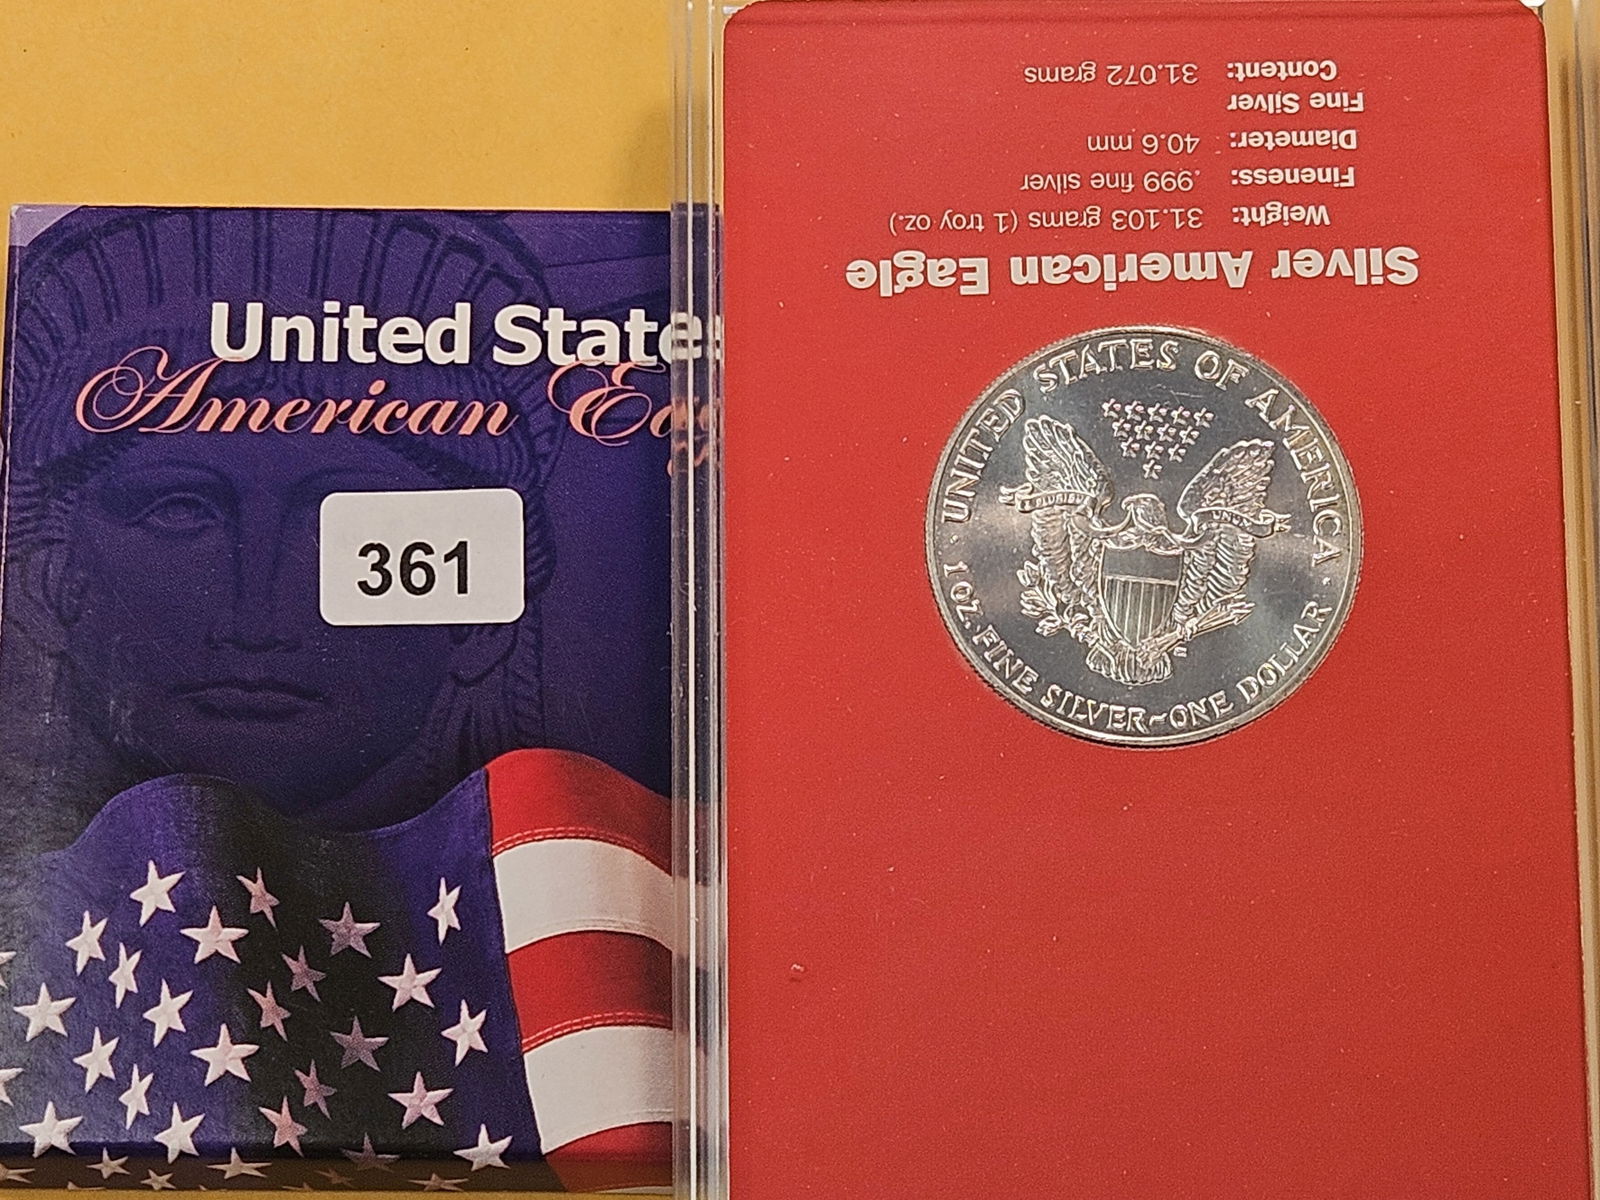 United State
American Eag
361
Silver American Eagle
Weight: 31.103 grams (1 troy oz.)
Fineness: .999 fine silver
Diameter: 40.6 mm
Fine Silver
Content: 31.072 grams
UNITED STATES OF AMERICA
E PLURIBUS UNUM
1 OZ. FINE SILVER~ONE DOLLAR